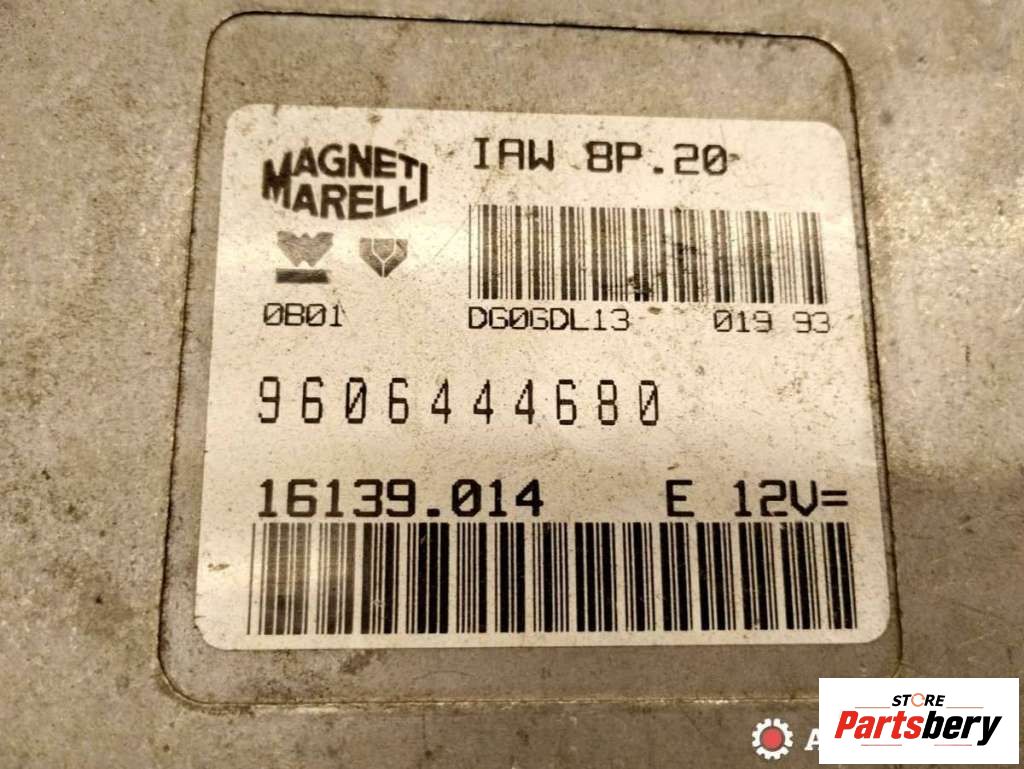 MAGNETI
MARELLI
IAW 8P.20
0B01
DG0GDL13 019 93
9606444680
16139.014 E 12V=
STORE
Partsbery
A